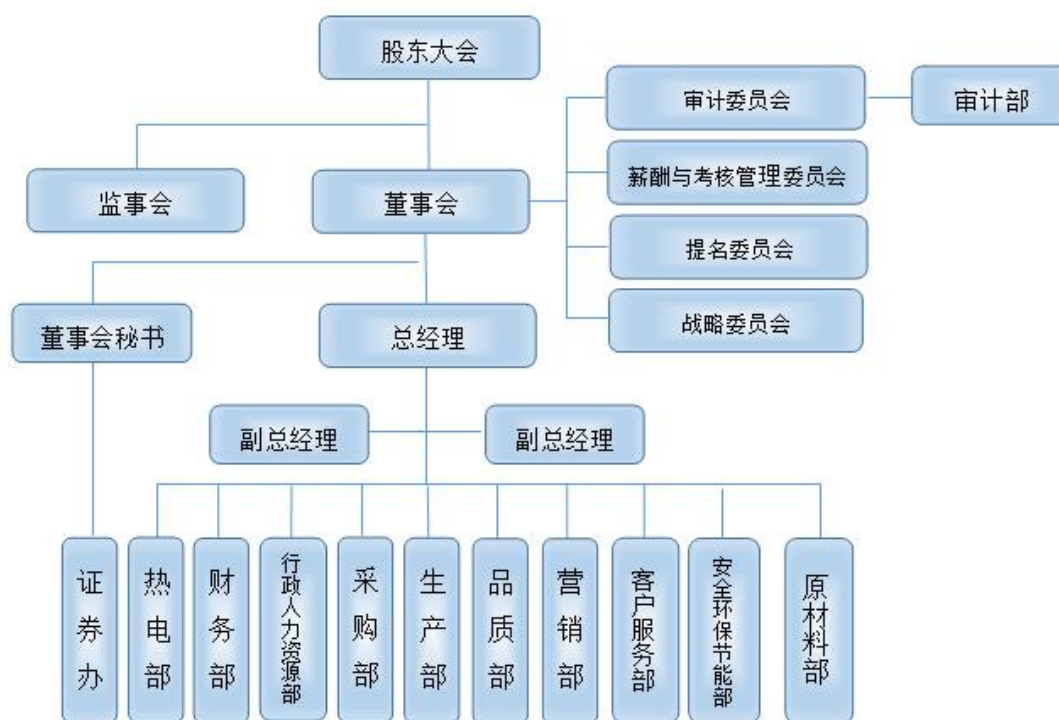 股东大会
审计委员会
审计部
监事会
董事会
薪酬与考核管理委员会
提名委员会
战略委员会
董事会秘书
总经理
副总经理
副总经理
证券办
热电部
财务部
行政人力资源部
采购部
生产部
品质部
营销部
客户服务部
安全环保节能部
原材料部